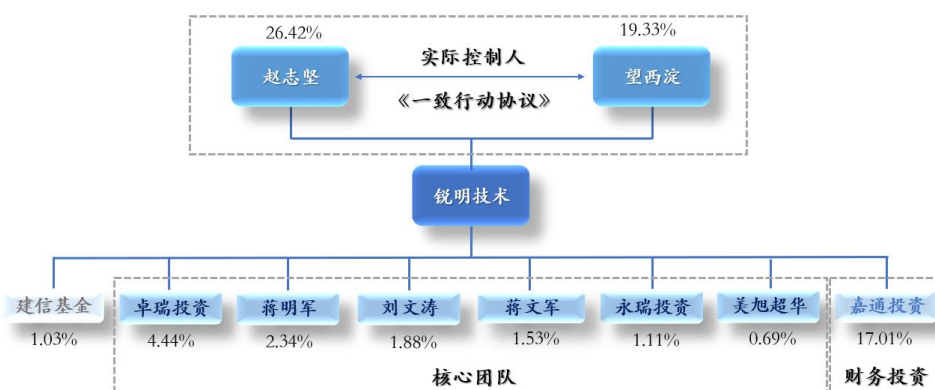 26.42% 19.33%
赵志坚 实际控制人 望西淀
《一致行动协议》
锐明技术
建信基金 卓瑞投资 蒋明军 刘文涛 蒋文军 永瑞投资 美旭超华 嘉通投资
1.03% 4.44% 2.34% 1.88% 1.53% 1.11% 0.69% 17.01%
核心团队 财务投资